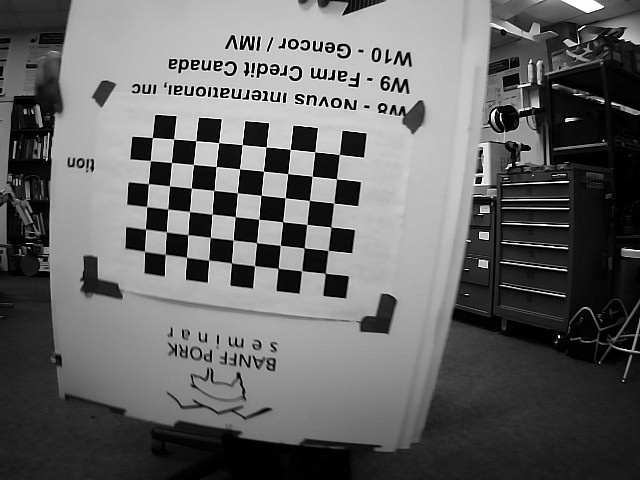 BANFF PORK
seminar
tion
W8 - Novus International, Inc
W9 - Farm Credit Canada
W10 - Gencor / IMV